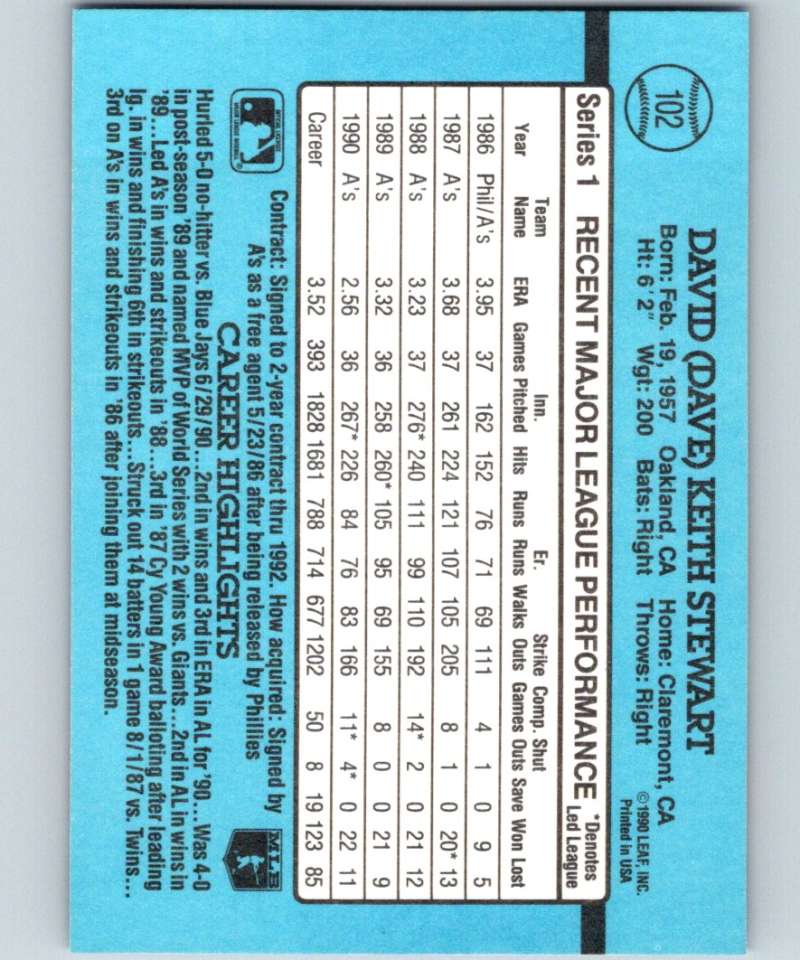 102
DAVID (DAVE) KEITH STEWART
Born: Feb. 19, 1957 Oakland, CA Home: Claremont, CA
Ht: 6'2" Wgt: 200 Bats: Right Throws: Right
©1990 LEAF, INC.
Printed in USA
Series 1 RECENT MAJOR LEAGUE PERFORMANCE *Denotes Led League
Year Team Name ERA Games Inn. Pitched Hits Runs Er. Runs Walks Strike Outs Comp. Games Shut Outs Save Won Lost
1986 Phil/A's 3.95 37 162 152 76 71 69 111 4 1 0 9 5
1987 A's 3.68 37 261 224 121 107 105 205 8 1 0 20* 13
1988 A's 3.23 37 276* 240 111 99 110 192 14* 2 0 21 12
1989 A's 3.32 36 258 260* 105 95 69 155 8 0 0 21 9
1990 A's 2.56 36 267* 226 84 76 83 166 11* 4* 0 22 11
Career 3.52 393 1828 1681 788 714 677 1202 50 8 19 123 85
Contract: Signed to 2-year contract thru 1992. How acquired: Signed by
A's as a free agent 5/23/86 after being released by Phillies
MLB
CAREER HIGHLIGHTS
Hurled 5-0 no-hitter vs. Blue Jays 6/29/90...2nd in wins and 3rd in ERA in AL for '90...Was 4-0
in post-season '89 and named MVP of World Series with 2 wins vs. Giants...2nd in AL in wins in
'89...Led A's in wins and strikeouts in '88...3rd in '87 Cy Young Award balloting after leading
lg. in wins and finishing 6th in strikeouts...Struck out 14 batters in 1 game 8/1/87 vs. Twins...
3rd on A's in wins and strikeouts in '86 after joining them at midseason.